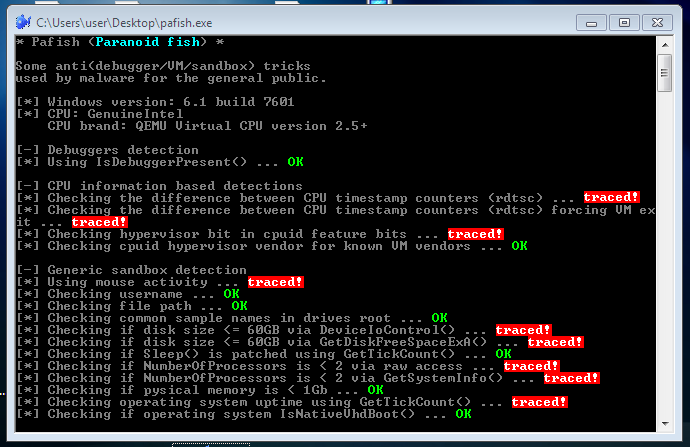 C:\Users\user\Desktop\pafish.exe
* Pafish (Paranoid fish) *
Some anti(debugger/VM/sandbox) tricks
used by malware for the general public.
[*] Windows version: 6.1 build 7601
[*] CPU: GenuineIntel
CPU brand: QEMU Virtual CPU version 2.5+
[-] Debuggers detection
[*] Using IsDebuggerPresent() ... OK
[-] CPU information based detections
[*] Checking the difference between CPU timestamp counters (rdtsc) ... traced!
[*] Checking the difference between CPU timestamp counters (rdtsc) forcing VM ex
it ... traced!
[*] Checking hypervisor bit in cpuid feature bits ... traced!
[*] Checking cpuid hypervisor vendor for known VM vendors ... OK
[-] Generic sandbox detection
[*] Using mouse activity ... traced!
[*] Checking username ... OK
[*] Checking file path ... OK
[*] Checking common sample names in drives root ... OK
[*] Checking if disk size <= 60GB via DeviceIoControl() ... traced!
[*] Checking if disk size <= 60GB via GetDiskFreeSpaceExA() ... traced!
[*] Checking if Sleep() is patched using GetTickCount() ... OK
[*] Checking if NumberOfProcessors is < 2 via raw access ... traced!
[*] Checking if NumberOfProcessors is < 2 via GetSystemInfo() ... traced!
[*] Checking if pysical memory is < 1Gb ... OK
[*] Checking operating system uptime using GetTickCount() ... traced!
[*] Checking if operating system IsNativeVhdBoot() ... OK